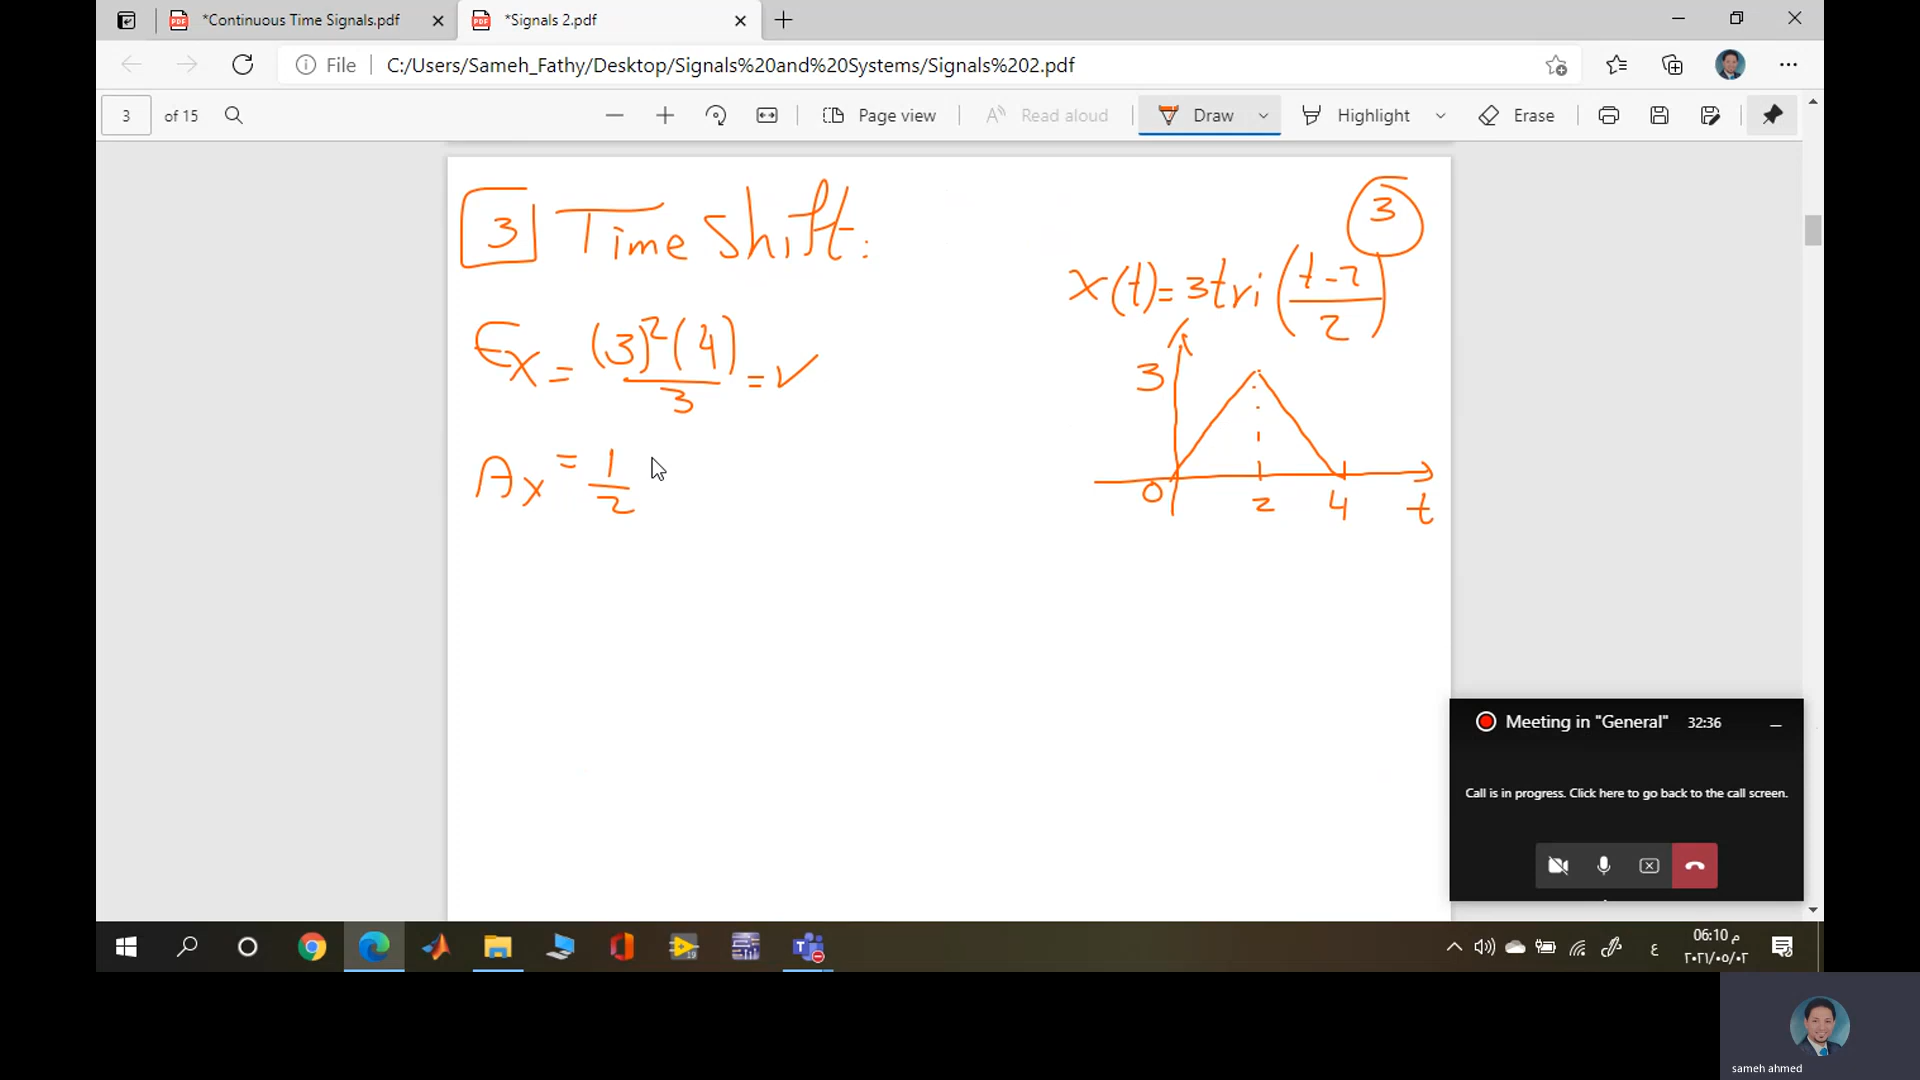 *Continuous Time Signals.pdf
*Signals 2.pdf
File
C:/Users/Sameh_Fathy/Desktop/Signals%20and%20Systems/Signals%202.pdf
3 of 15
Page view
Read aloud
Draw
Highlight
Erase
3 Time Shift:
3
x(t)=3tri((t-2)/2)
Ex = (3)²(4)/3 = ✓
3
Ax = 1/2
0 2 4 t
Meeting in "General" 32:36
Call is in progress. Click here to go back to the call screen.
19
ع
06:10 م
٢٠٢١/٠٥/٠٢
sameh ahmed